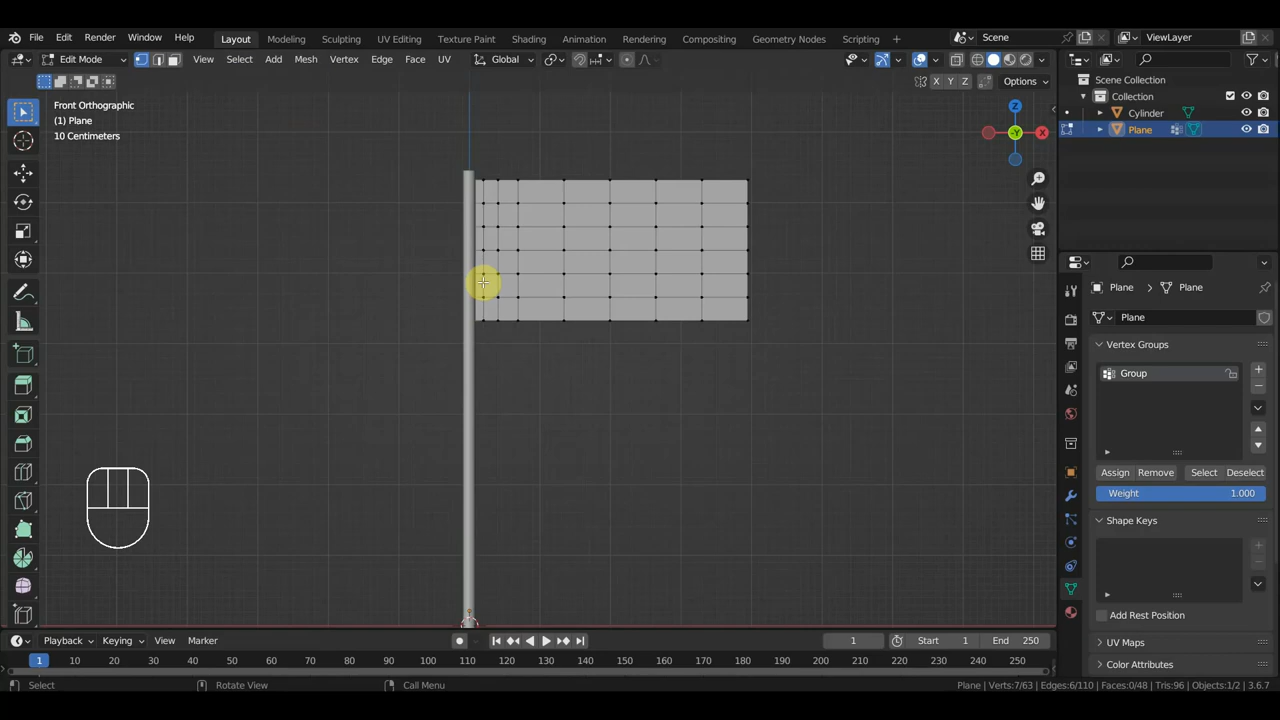 File Edit Render Window Help Layout Modeling Sculpting UV Editing Texture Paint Shading Animation Rendering Compositing Geometry Nodes Scripting + Scene ViewLayer
Edit Mode View Select Add Mesh Vertex Edge Face UV Global
X Y Z Options
Front Orthographic
(1) Plane
10 Centimeters
Z
-Y X
Scene Collection
Collection
Cylinder
Plane
Plane Plane
Plane
Vertex Groups
Group
Assign Remove Select Deselect
Weight 1.000
Shape Keys
Add Rest Position
UV Maps
Color Attributes
Playback Keying View Marker 1 Start 1 End 250
1 10 20 30 40 50 60 70 80 90 100 110 120 130 140 150 160 170 180 190 200 210 220 230 240 250
Select Rotate View Call Menu Plane | Verts:7/63 | Edges:6/110 | Faces:0/48 | Tris:96 | Objects:1/2 | 3.6.7